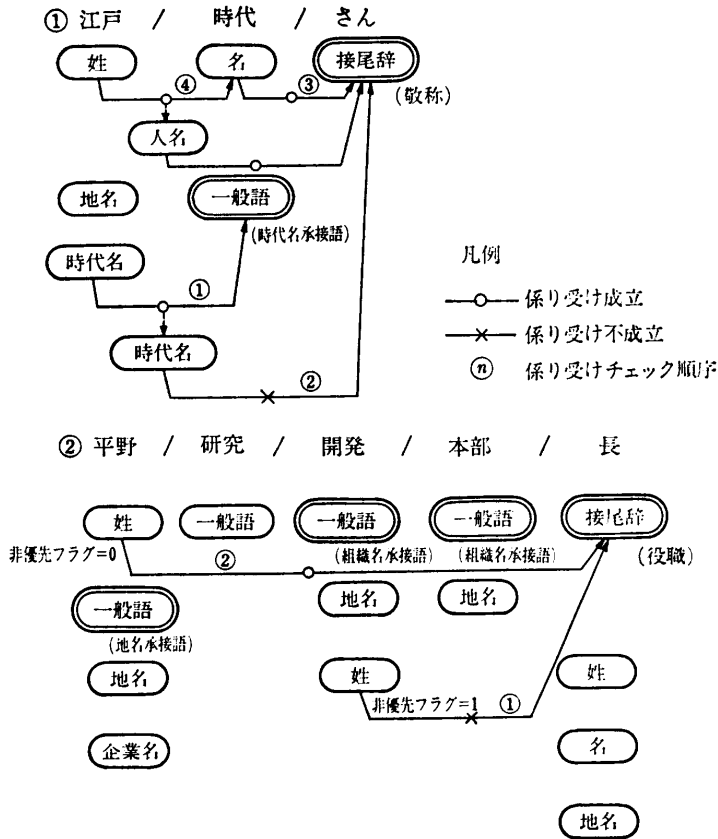 ① 江戸 / 時代 / さん
姓 名 接尾辞
④ ③
(敬称)
人名
地名 一般語
(時代名承接語)
時代名
凡例
① 係り受け成立
時代名 係り受け不成立
② ⓝ 係り受けチェック順序
② 平野 / 研究 / 開発 / 本部 / 長
姓 一般語 一般語 一般語 接尾辞
(組織名承接語) (組織名承接語) (役職)
非優先フラグ=0 ②
一般語 地名 地名
(地名承接語)
地名 姓 姓
非優先フラグ=1 ①
企業名 名
地名